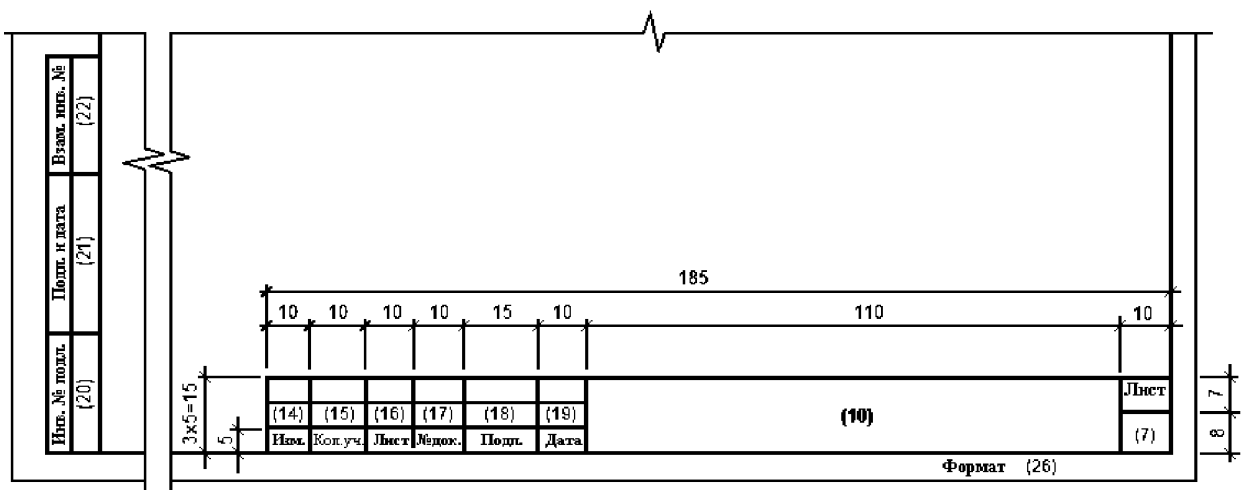 Взам. инв. №
(22)
Подп. и дата
(21)
Инв. № подл.
(20)
185
10 10 10 10 15 10 110 10
3x5=15
5
(14) (15) (16) (17) (18) (19)
Изм. Кол.уч. Лист №док. Подп. Дата
(10)
Лист
(7)
7
8
Формат (26)